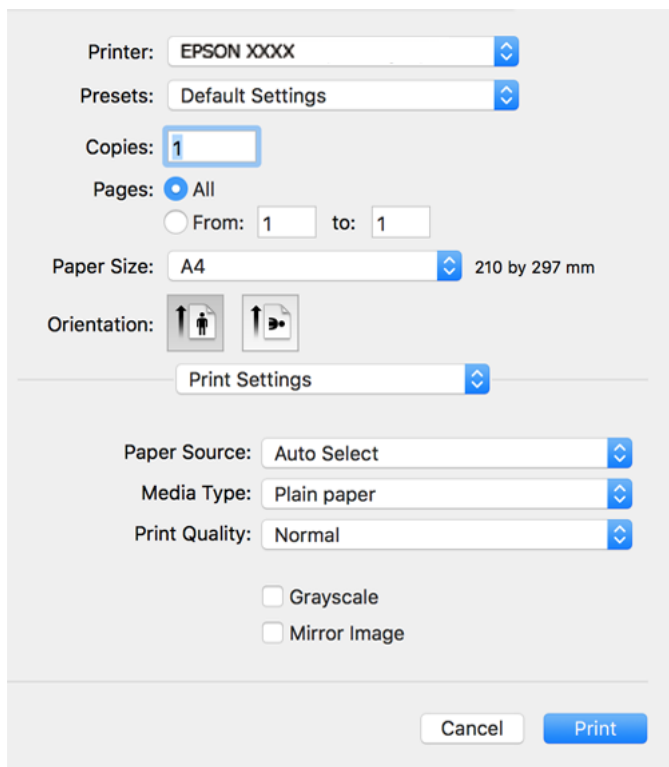 Printer: EPSON XXXX
Presets: Default Settings
Copies: 1
Pages: All
From: 1 to: 1
Paper Size: A4 210 by 297 mm
Orientation:
Print Settings
Paper Source: Auto Select
Media Type: Plain paper
Print Quality: Normal
Grayscale
Mirror Image
Cancel Print